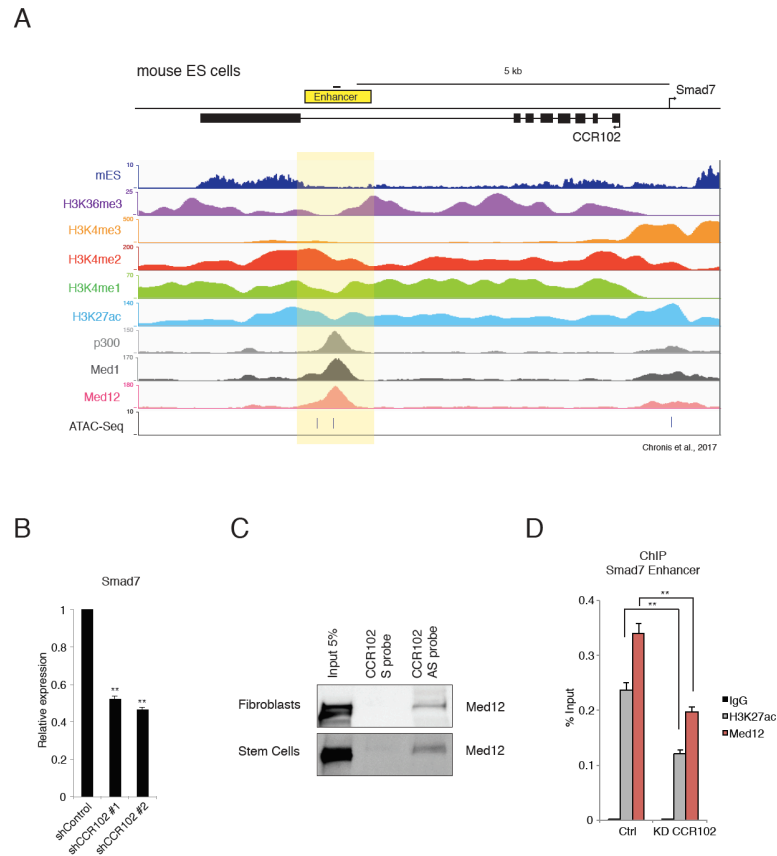 A
mouse ES cells
5 kb
Smad7
Enhancer
CCR102
10
mES
25
H3K36me3
500
H3K4me3
200
H3K4me2
70
H3K4me1
140
H3K27ac
150
p300
170
Med1
180
Med12
10
ATAC-Seq
Chronis et al., 2017
B
Smad7
Relative expression
1
0.8
0.6
0.4
0.2
0
**
**
shControl
shCCR102 #1
shCCR102 #2
C
Input 5%
CCR102
S probe
CCR102
AS probe
Fibroblasts
Med12
Stem Cells
Med12
D
ChIP
Smad7 Enhancer
% Input
0.4
0.3
0.2
0.1
0.0
**
**
Ctrl
KD CCR102
IgG
H3K27ac
Med12